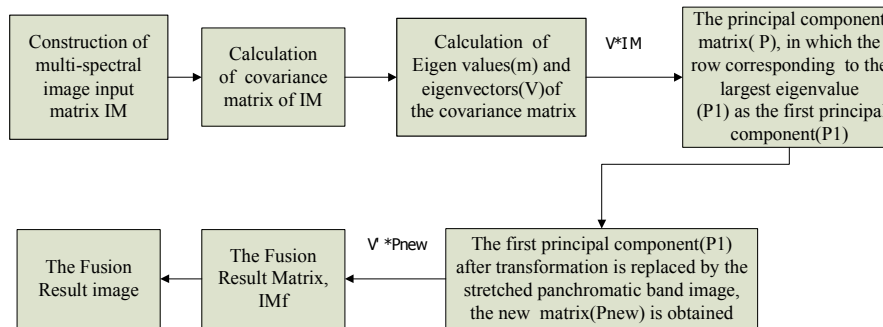 Construction of
multi-spectral
image input
matrix IM
Calculation
of covariance
matrix of IM
Calculation of
Eigen values(m) and
eigenvectors(V)of
the covariance matrix
V*IM
The principal component
matrix( P), in which the
row corresponding to the
largest eigenvalue
(P1) as the first principal
component(P1)
The first principal component(P1)
after transformation is replaced by the
stretched panchromatic band image,
the new matrix(Pnew) is obtained
V' *Pnew
The Fusion
Result Matrix,
IMf
The Fusion
Result image